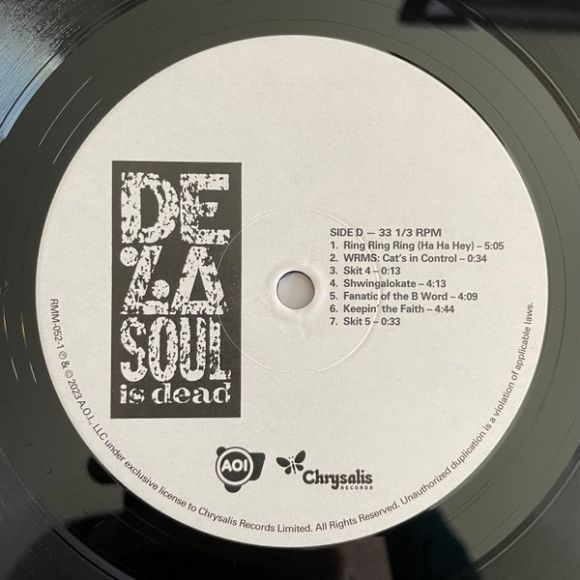 DE
LA
SOUL
is dead
SIDE D — 33 1/3 RPM
1. Ring Ring Ring (Ha Ha Hey) – 5:05
2. WRMS: Cat's in Control – 0:34
3. Skit 4 – 0:13
4. Shwingalokate – 4:13
5. Fanatic of the B Word – 4:09
6. Keepin' the Faith – 4:44
7. Skit 5 – 0:33
AOI
Chrysalis
RECORDS
RMM-052-1 ℗ & © 2023 A.O.I., LLC under exclusive license to Chrysalis Records Limited. All Rights Reserved. Unauthorized duplication is a violation of applicable laws.